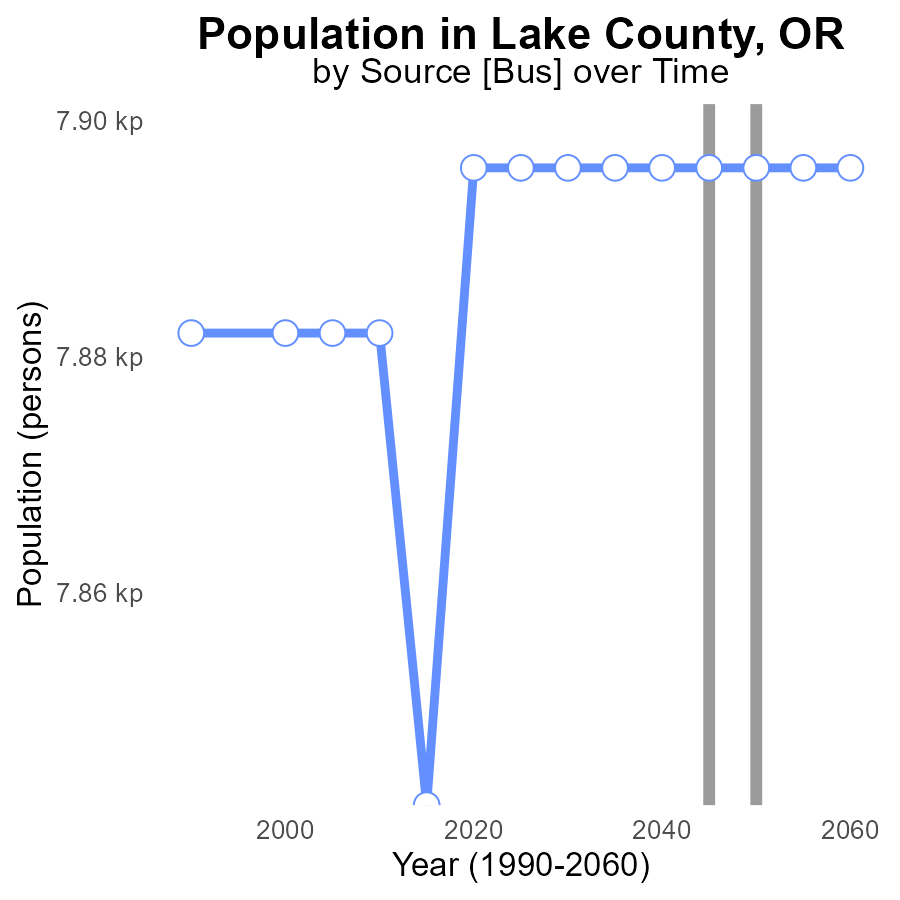 Population in Lake County, OR
by Source [Bus] over Time
7.90 kp
7.88 kp
7.86 kp
Population (persons)
2000 2020 2040 2060
Year (1990-2060)